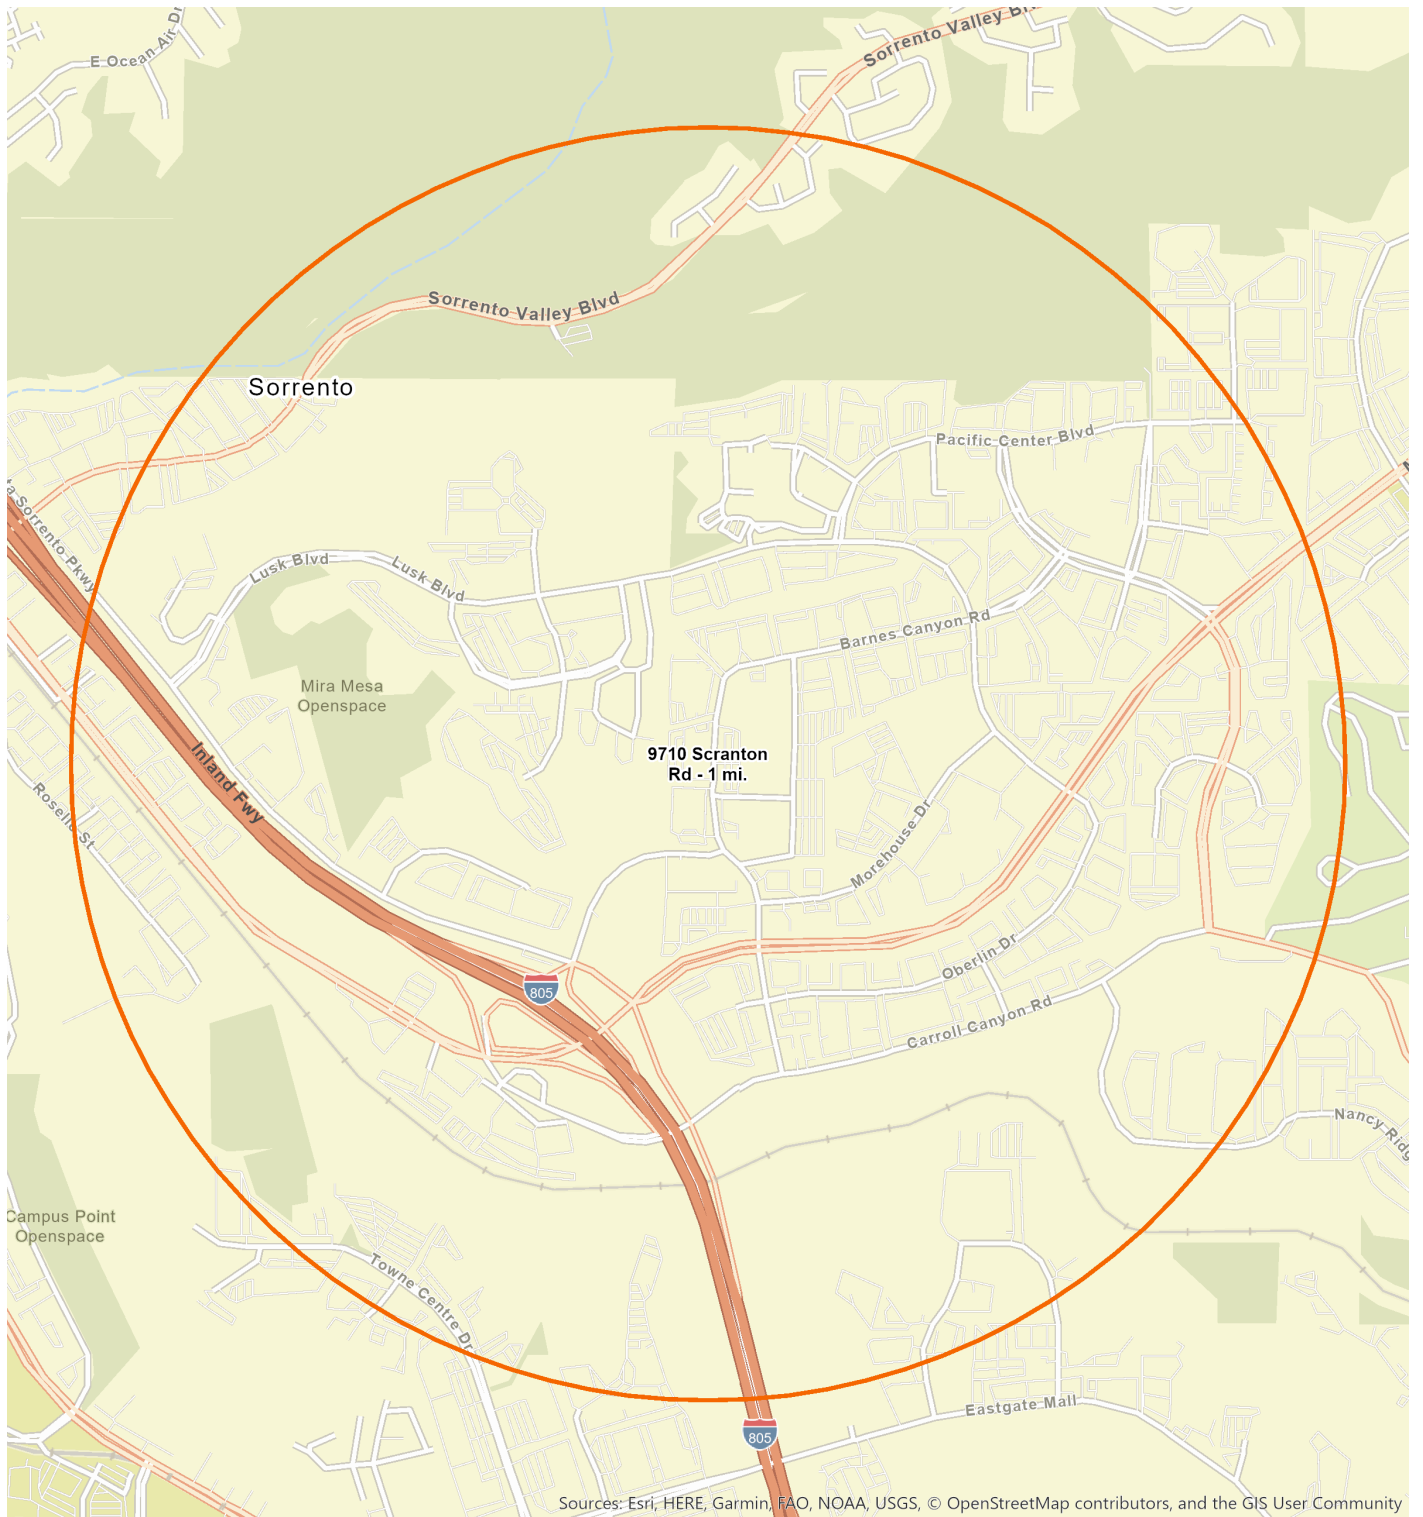 E Ocean Air Dr
Sorrento Valley Bl
Sorrento Valley Blvd
Sorrento
Pacific Center Blvd
ta Sorrento Pkwy
Lusk Blvd
Lusk Blvd
Barnes Canyon Rd
Mira Mesa
Openspace
9710 Scranton
Rd - 1 mi.
Inland Fwy
Roselle St
Morehouse Dr
Oberlin Dr
805
Carroll Canyon Rd
Nancy Ridg
Campus Point
Openspace
Towne Centre Dr
Eastgate Mall
805
Sources: Esri, HERE, Garmin, FAO, NOAA, USGS, © OpenStreetMap contributors, and the GIS User Community